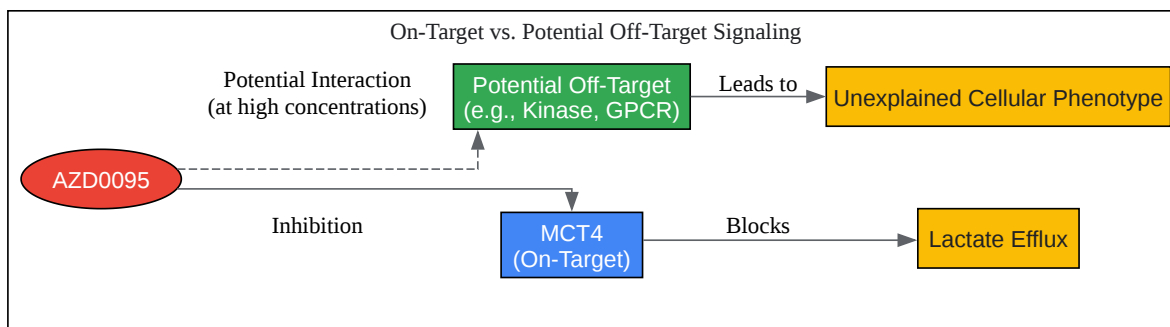 On-Target vs. Potential Off-Target Signaling
Potential Interaction
(at high concentrations)
Potential Off-Target
(e.g., Kinase, GPCR)
Leads to
Unexplained Cellular Phenotype
AZD0095
Inhibition
MCT4
(On-Target)
Blocks
Lactate Efflux